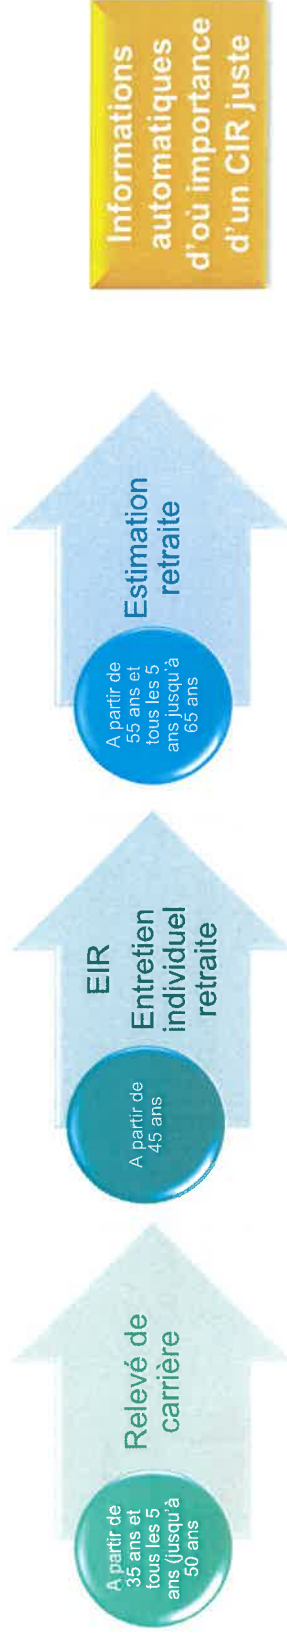 A partir de
35 ans et
tous les 5
ans (jusqu'à
50 ans
Relevé de
carrière
A partir de
45 ans
EIR
Entretien
individuel
retraite
A partir de
55 ans et
tous les 5
ans jusqu'à
65 ans
Estimation
retraite
Informations
automatiques
d'où importance
d'un CIR juste